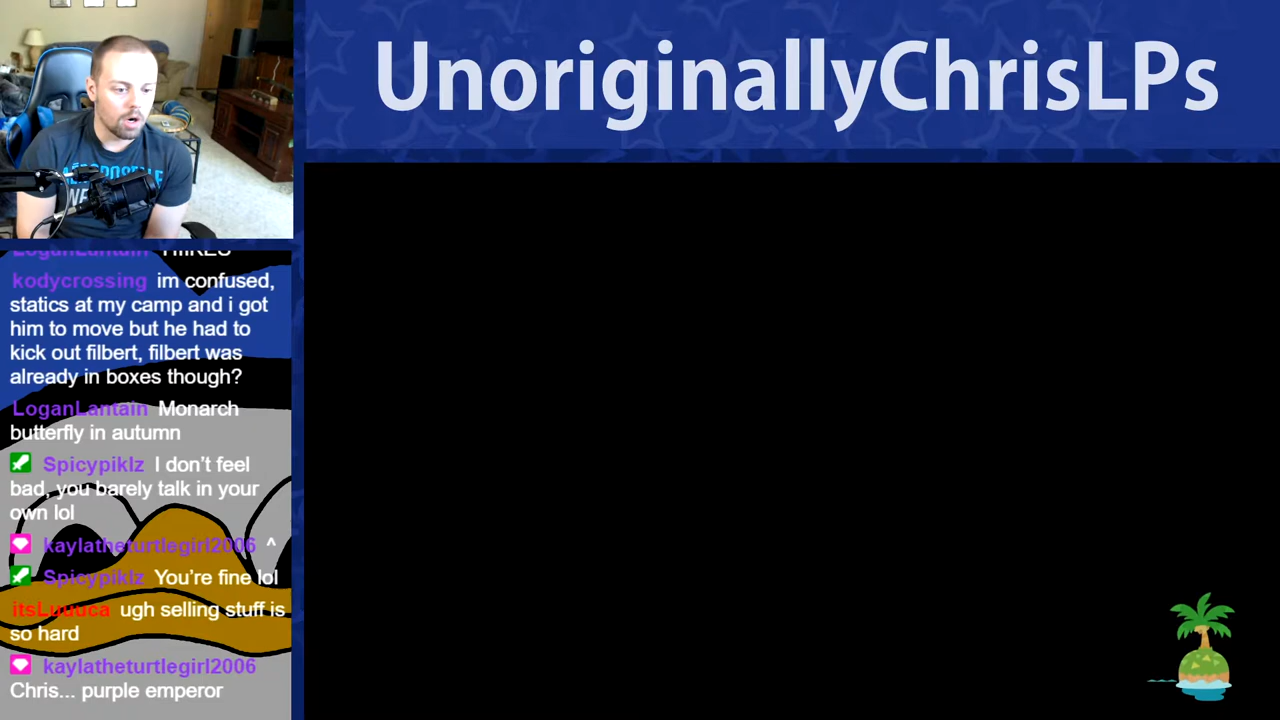 UnoriginallyChrisLPs
kodycrossing im confused,
statics at my camp and i got
him to move but he had to
kick out filbert, filbert was
already in boxes though?
LoganLantain Monarch
butterfly in autumn
Spicypiklz I don't feel
bad, you barely talk in your
own lol
kaylatheturtlegirl2006 ^
Spicypiklz You're fine lol
itsLuuuca ugh selling stuff is
so hard
kaylatheturtlegirl2006
Chris... purple emperor